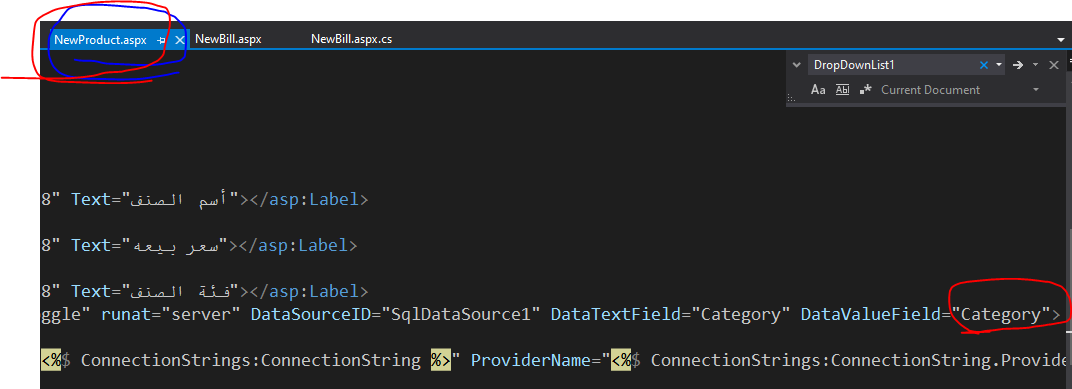 NewProduct.aspx NewBill.aspx NewBill.aspx.cs
DropDownList1
Aa Abl .* Current Document
8" Text="أسم الصنف"></asp:Label>
8" Text="سعر بيعه"></asp:Label>
8" Text="فئة الصنف"></asp:Label>
ggle" runat="server" DataSourceID="SqlDataSource1" DataTextField="Category" DataValueField="Category">
<%$ ConnectionStrings:ConnectionString %>" ProviderName="<%$ ConnectionStrings:ConnectionString.Provide